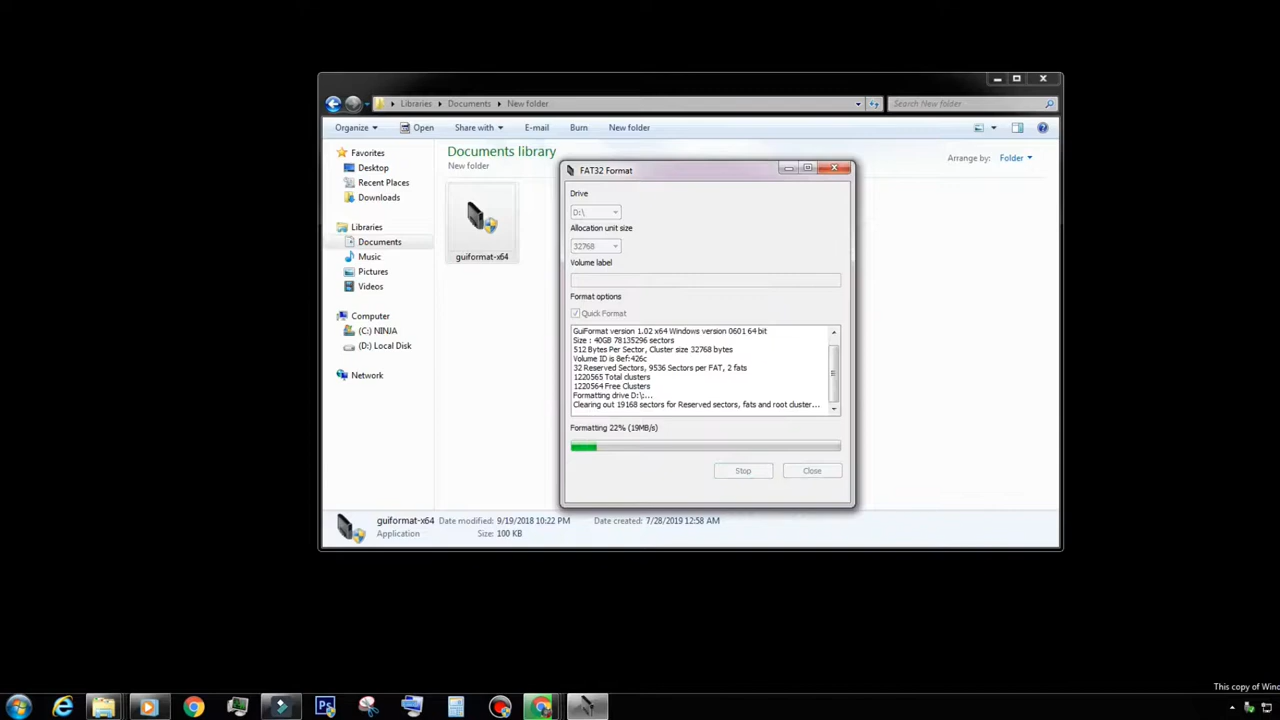 Libraries Documents New folder
Search New folder
Organize Open Share with E-mail Burn New folder
Favorites
Desktop
Recent Places
Downloads
Libraries
Documents
Music
Pictures
Videos
Computer
(C:) NINJA
(D:) Local Disk
Network
Documents library
New folder
Arrange by: Folder
guiformat-x64
FAT32 Format
Drive
D:\
Allocation unit size
32768
Volume label
Format options
Quick Format
GuiFormat version 1.02 x64 Windows version 0601 64 bit
Size : 40GB 78135296 sectors
512 Bytes Per Sector, Cluster size 32768 bytes
Volume ID is 8ef:426c
32 Reserved Sectors, 9536 Sectors per FAT, 2 fats
1220565 Total clusters
1220564 Free Clusters
Formatting drive D:\:...
Clearing out 19168 sectors for Reserved sectors, fats and root cluster...
Formatting 22% (19MB/s)
Stop Close
guiformat-x64 Date modified: 9/19/2018 10:22 PM Date created: 7/28/2019 12:58 AM
Application Size: 100 KB
This copy of Wind
Ps